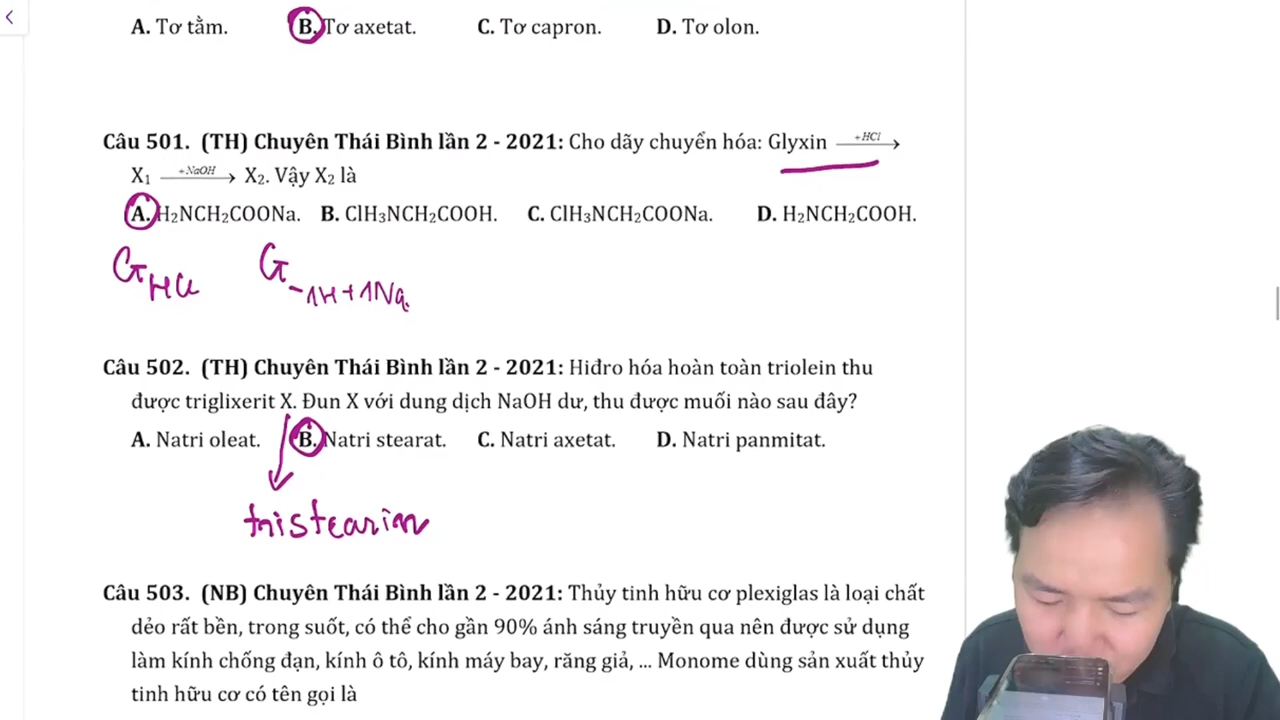 A. Tơ tằm. B. Tơ axetat. C. Tơ capron. D. Tơ olon.
Câu 501. (TH) Chuyên Thái Bình lần 2 - 2021: Cho dãy chuyển hóa: Glyxin +HCl →
X₁ +NaOH → X₂. Vậy X₂ là
A. H₂NCH₂COONa. B. ClH₃NCH₂COOH. C. ClH₃NCH₂COONa. D. H₂NCH₂COOH.
G HCl G -1H+1Na
Câu 502. (TH) Chuyên Thái Bình lần 2 - 2021: Hiđro hóa hoàn toàn triolein thu
được triglixerit X. Đun X với dung dịch NaOH dư, thu được muối nào sau đây?
A. Natri oleat. B. Natri stearat. C. Natri axetat. D. Natri panmitat.
tristearin
Câu 503. (NB) Chuyên Thái Bình lần 2 - 2021: Thủy tinh hữu cơ plexiglas là loại chất
dẻo rất bền, trong suốt, có thể cho gần 90% ánh sáng truyền qua nên được sử dụng
làm kính chống đạn, kính ô tô, kính máy bay, răng giả, ... Monome dùng sản xuất thủy
tinh hữu cơ có tên gọi là